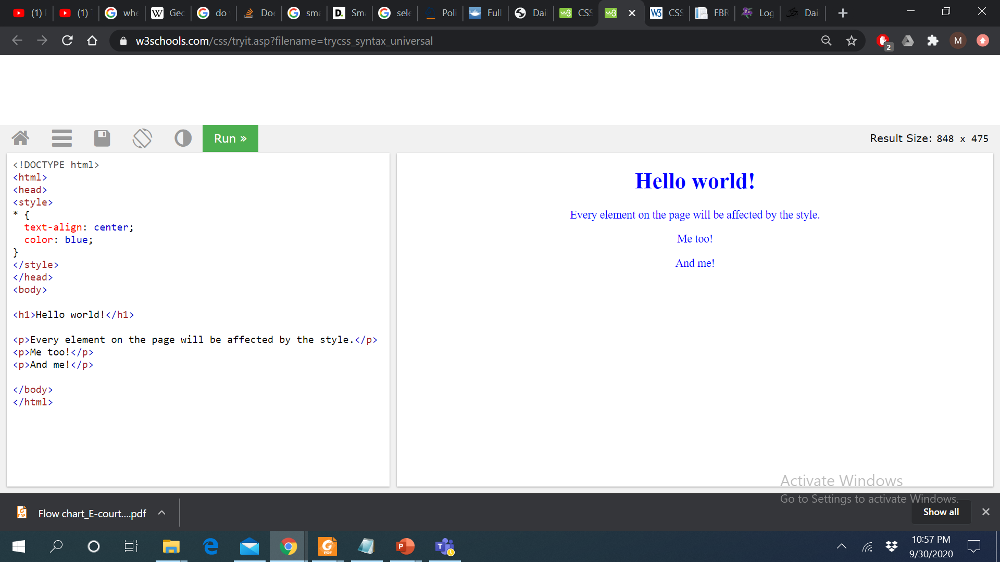 (1)
(1)
whe
Gec
do
Doe
sma
Sma
sele
Poli
Full
Dai
CSS
CSS
FBR
Log
Dai
w3schools.com/css/tryit.asp?filename=trycss_syntax_universal
2
M
Run »
Result Size: 848 x 475
<!DOCTYPE html>
<html>
<head>
<style>
* {
text-align: center;
color: blue;
}
</style>
</head>
<body>
<h1>Hello world!</h1>
<p>Every element on the page will be affected by the style.</p>
<p>Me too!</p>
<p>And me!</p>
</body>
</html>
Hello world!
Every element on the page will be affected by the style.
Me too!
And me!
Activate Windows
Go to Settings to activate Windows.
Flow chart_E-court....pdf
Show all
10:57 PM
9/30/2020